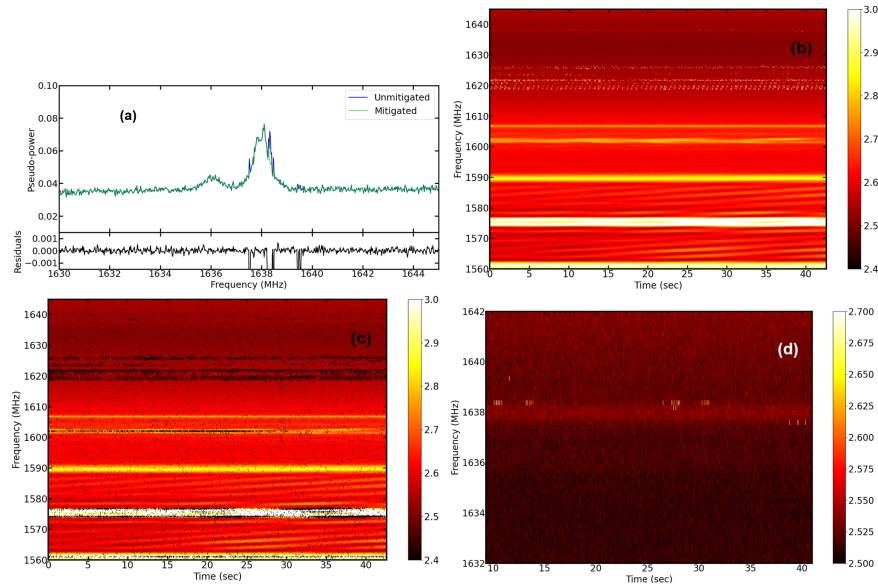 (a)
Unmitigated
Mitigated
0.10
0.08
0.06
0.04
0.02
Pseudo-power
0.001
0.000
−0.001
Residuals
1630 1632 1634 1636 1638 1640 1642 1644
Frequency (MHz)
(b)
1640
1630
1620
1610
1600
1590
1580
1570
1560
Frequency (MHz)
0 5 10 15 20 25 30 35 40
Time (sec)
3.0
2.9
2.8
2.7
2.6
2.5
2.4
(c)
1640
1630
1620
1610
1600
1590
1580
1570
1560
Frequency (MHz)
0 5 10 15 20 25 30 35 40
Time (sec)
3.0
2.9
2.8
2.7
2.6
2.5
2.4
(d)
1642
1640
1638
1636
1634
1632
Frequency (MHz)
10 15 20 25 30 35 40
Time (sec)
2.700
2.675
2.650
2.625
2.600
2.575
2.550
2.525
2.500